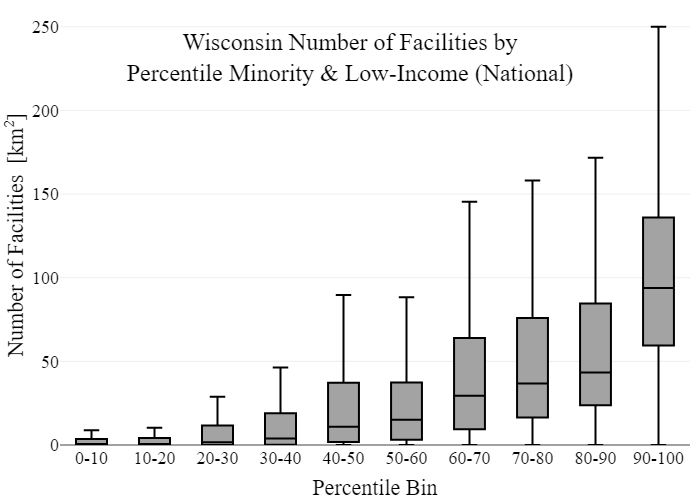 Wisconsin Number of Facilities by
Percentile Minority & Low-Income (National)
Number of Facilities [km²]
250
200
150
100
50
0
0-10 10-20 20-30 30-40 40-50 50-60 60-70 70-80 80-90 90-100
Percentile Bin